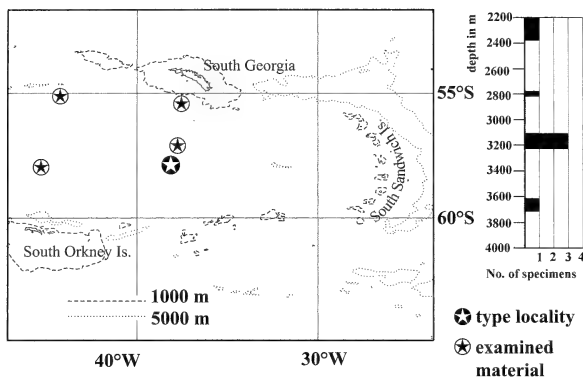 South Georgia
55°S
South Sandwich Is.
60°S
South Orkney Is.
1000 m
5000 m
40°W
30°W
depth in m
2200
2400
2600
2800
3000
3200
3400
3600
3800
4000
1 2 3 4
No. of specimens
type locality
examined
material